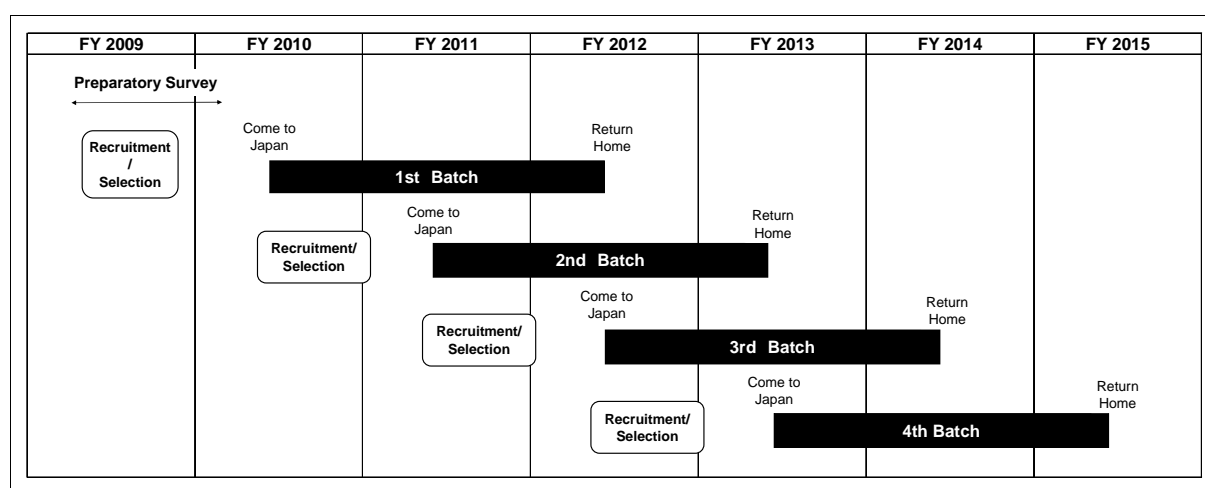 FY 2009 FY 2010 FY 2011 FY 2012 FY 2013 FY 2014 FY 2015
Preparatory Survey
Recruitment
/
Selection
Come to
Japan
Return
Home
1st Batch
Recruitment/
Selection
Come to
Japan
Return
Home
2nd Batch
Recruitment/
Selection
Come to
Japan
Return
Home
3rd Batch
Recruitment/
Selection
Come to
Japan
Return
Home
4th Batch